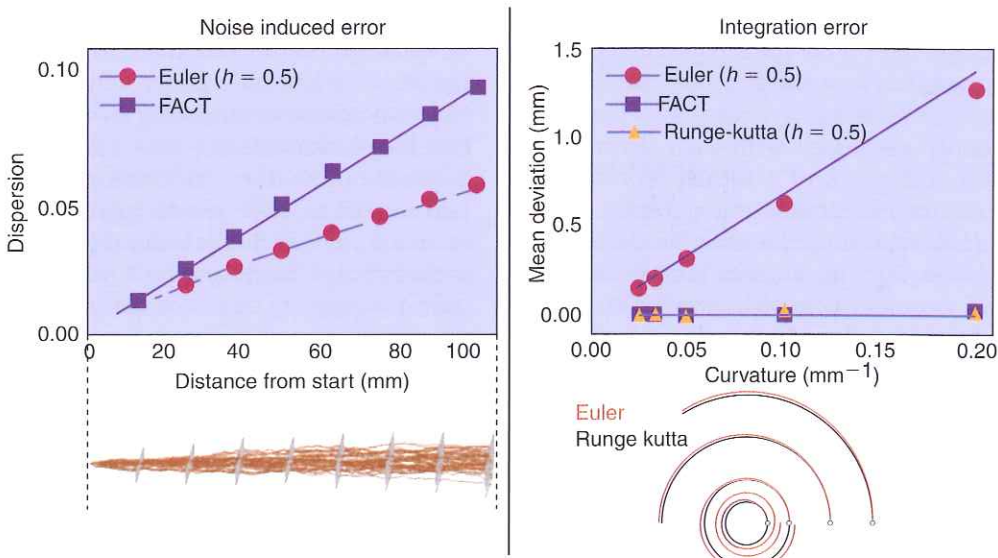 Noise induced error
0.10
0.05
0.00
Dispersion
Euler (h = 0.5)
FACT
0 20 40 60 80 100
Distance from start (mm)
Integration error
1.5
1.0
0.5
0.00
Mean deviation (mm)
Euler (h = 0.5)
FACT
Runge-kutta (h = 0.5)
0.00 0.05 0.10 0.15 0.20
Curvature (mm⁻¹)
Euler
Runge kutta